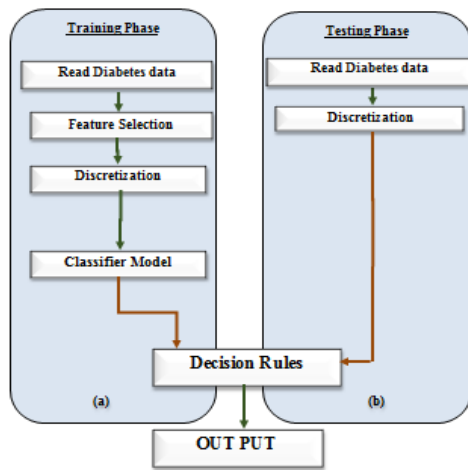 Training Phase
Read Diabetes data
Feature Selection
Discretization
Classifier Model
(a)
Testing Phase
Read Diabetes data
Discretization
(b)
Decision Rules
OUT PUT